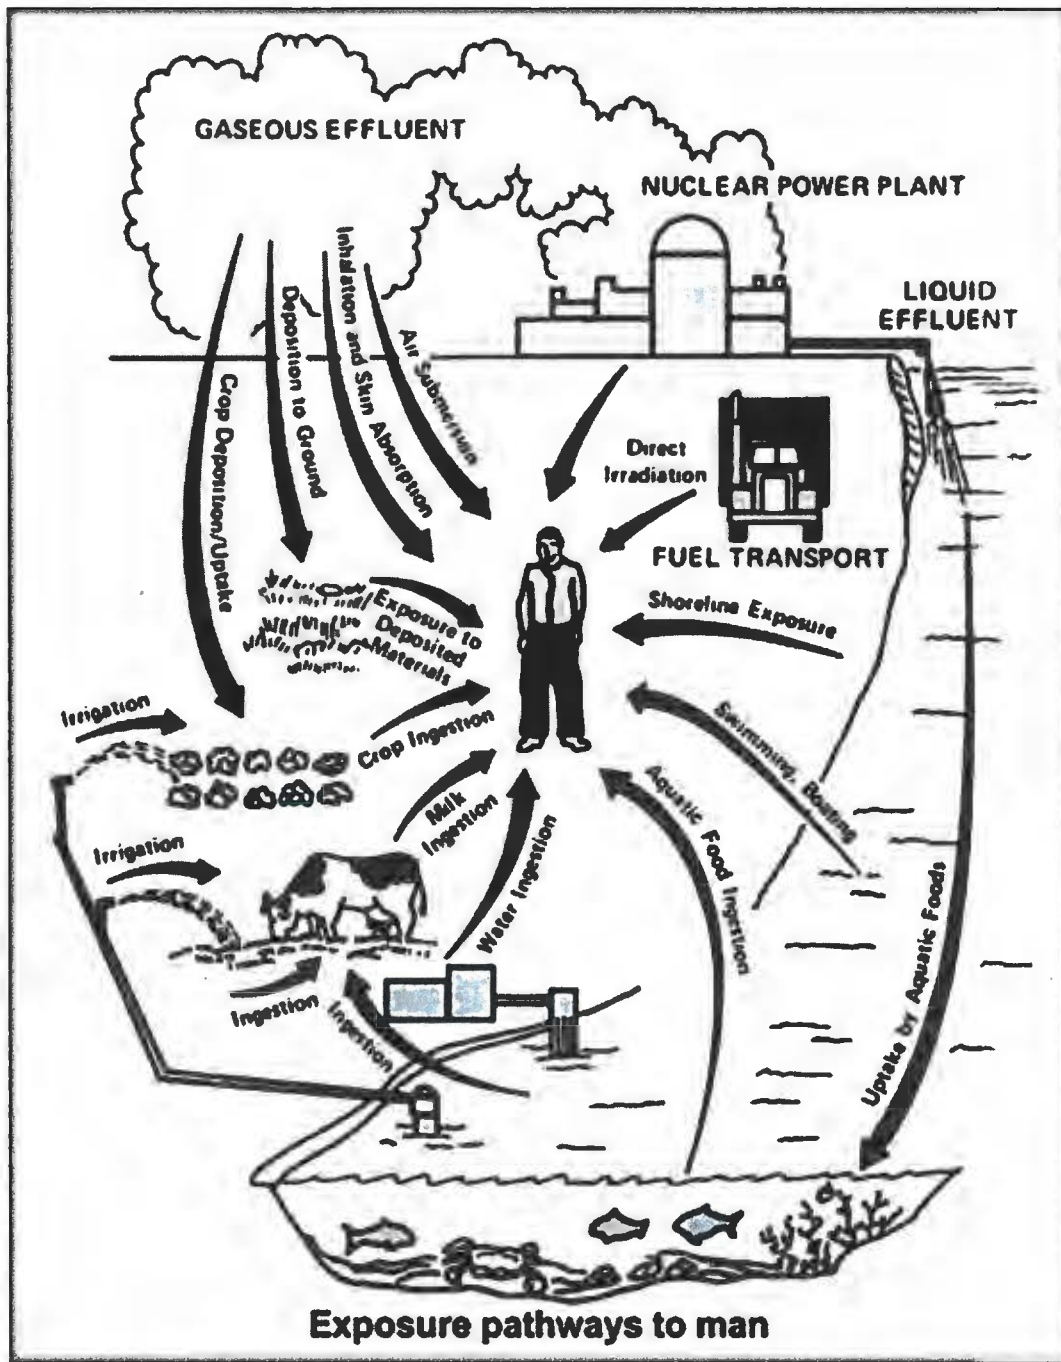 GASEOUS EFFLUENT
NUCLEAR POWER PLANT
LIQUID
EFFLUENT
Crop Deposition/Uptake
Deposition to Ground
Inhalation and Skin Absorption
Air Submersion
Direct
Irradiation
FUEL TRANSPORT
Exposure to
Deposited
Materials
Shoreline Exposure
Irrigation
Crop Ingestion
Swimming, Boating
Irrigation
Milk
Ingestion
Water Ingestion
Aquatic Food Ingestion
Uptake by Aquatic Foods
Ingestion
Ingestion
Exposure pathways to man